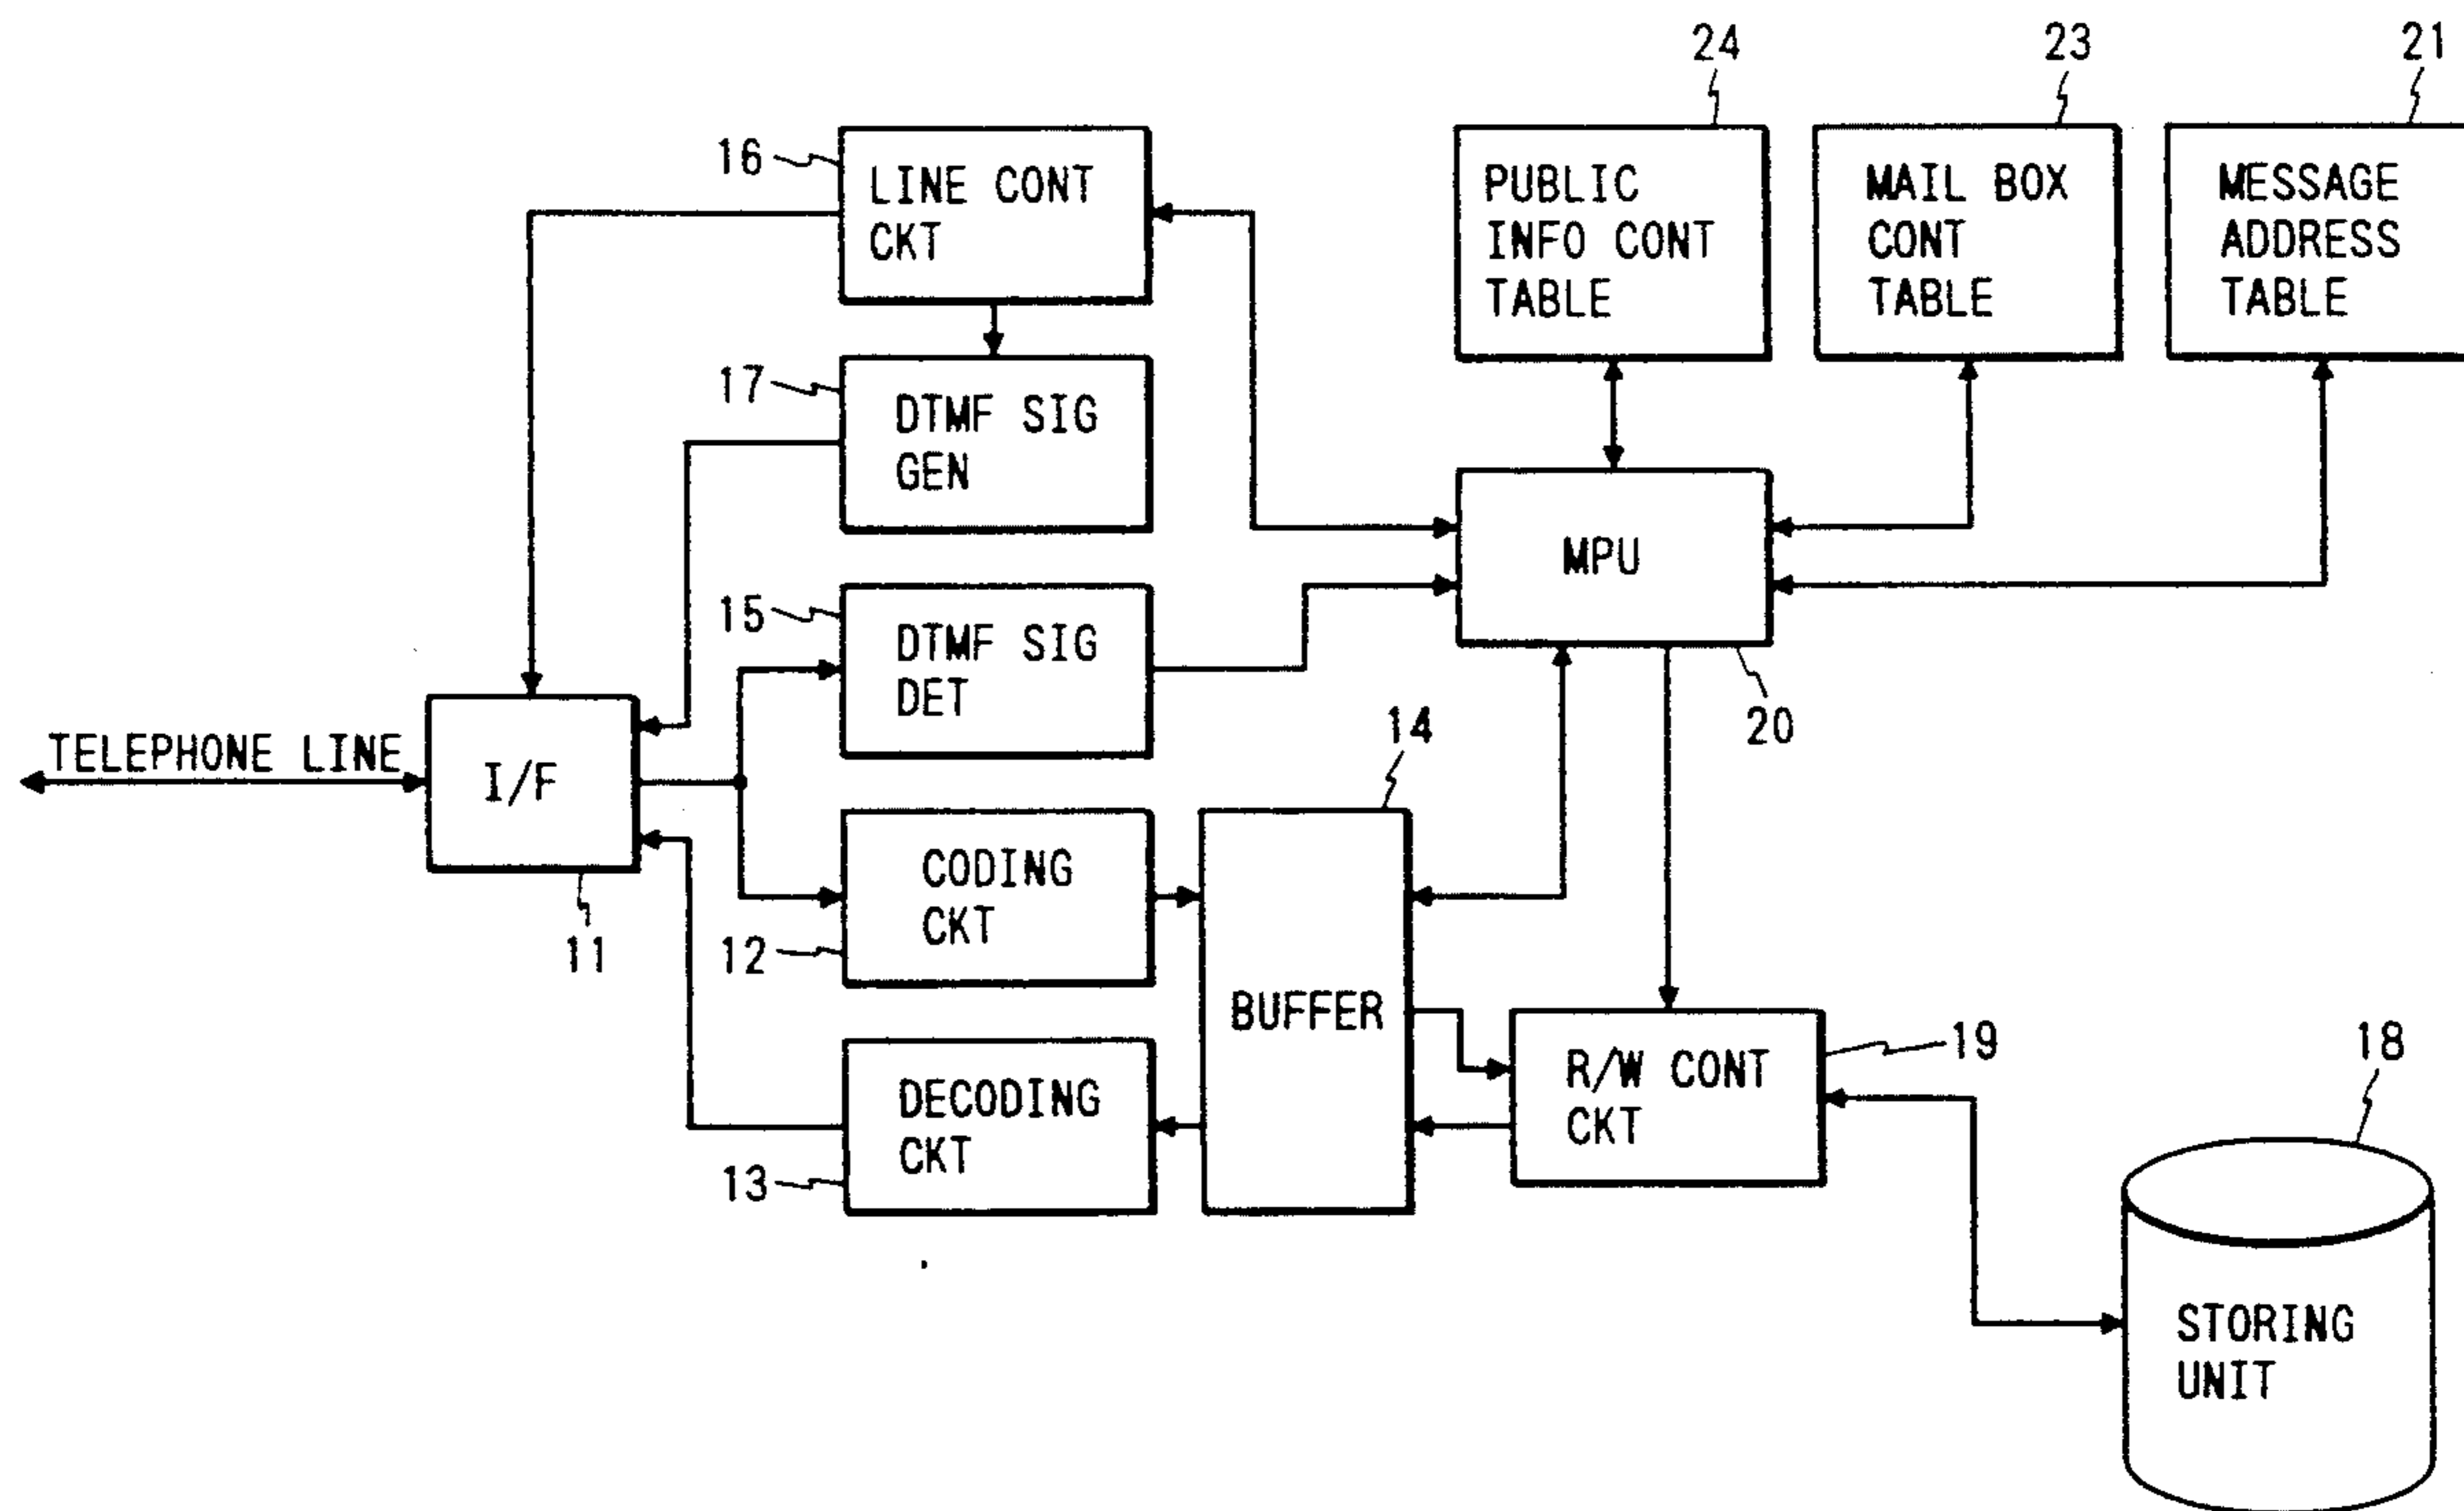 24
23
21
16
LINE CONT
CKT
PUBLIC
INFO CONT
TABLE
MAIL BOX
CONT
TABLE
MESSAGE
ADDRESS
TABLE
17
DTMF SIG
GEN
MPU
20
15
DTMF SIG
DET
TELEPHONE LINE
I/F
11
14
12
CODING
CKT
BUFFER
13
DECODING
CKT
R/W CONT
CKT
19
18
STORING
UNIT